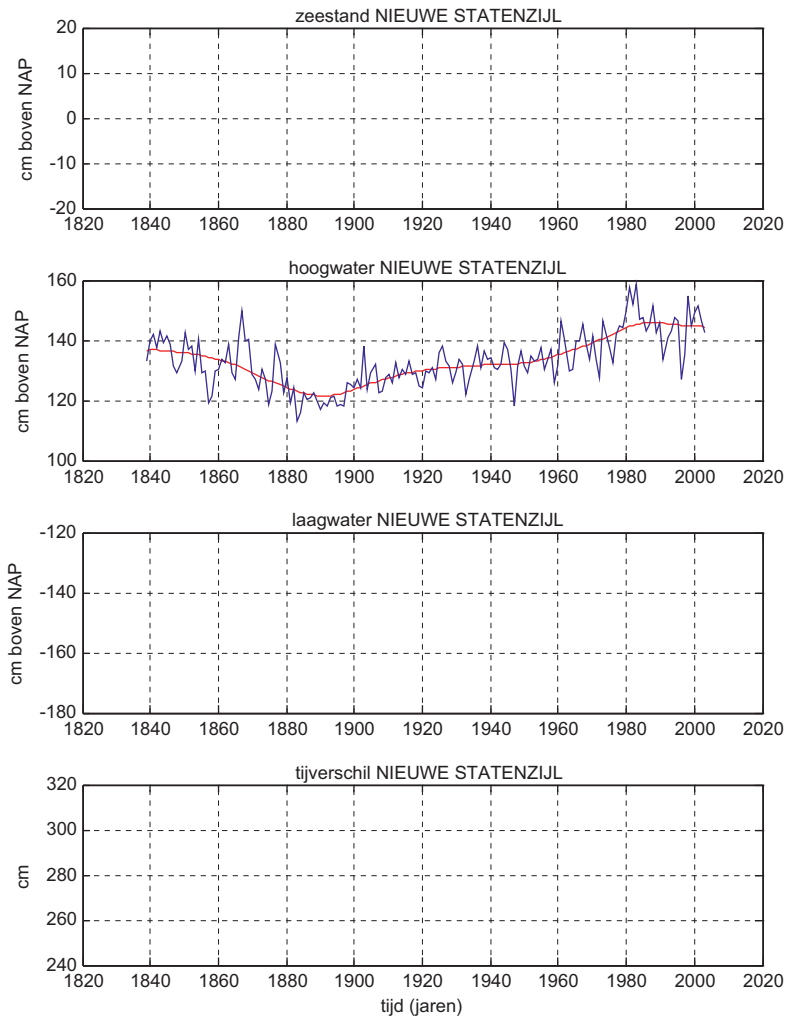 zeestand NIEUWE STATENZIJL
cm boven NAP
20
10
0
-10
-20
1820 1840 1860 1880 1900 1920 1940 1960 1980 2000 2020
hoogwater NIEUWE STATENZIJL
cm boven NAP
160
140
120
100
1820 1840 1860 1880 1900 1920 1940 1960 1980 2000 2020
laagwater NIEUWE STATENZIJL
cm boven NAP
-120
-140
-160
-180
1820 1840 1860 1880 1900 1920 1940 1960 1980 2000 2020
tijverschil NIEUWE STATENZIJL
cm
320
300
280
260
240
1820 1840 1860 1880 1900 1920 1940 1960 1980 2000 2020
tijd (jaren)